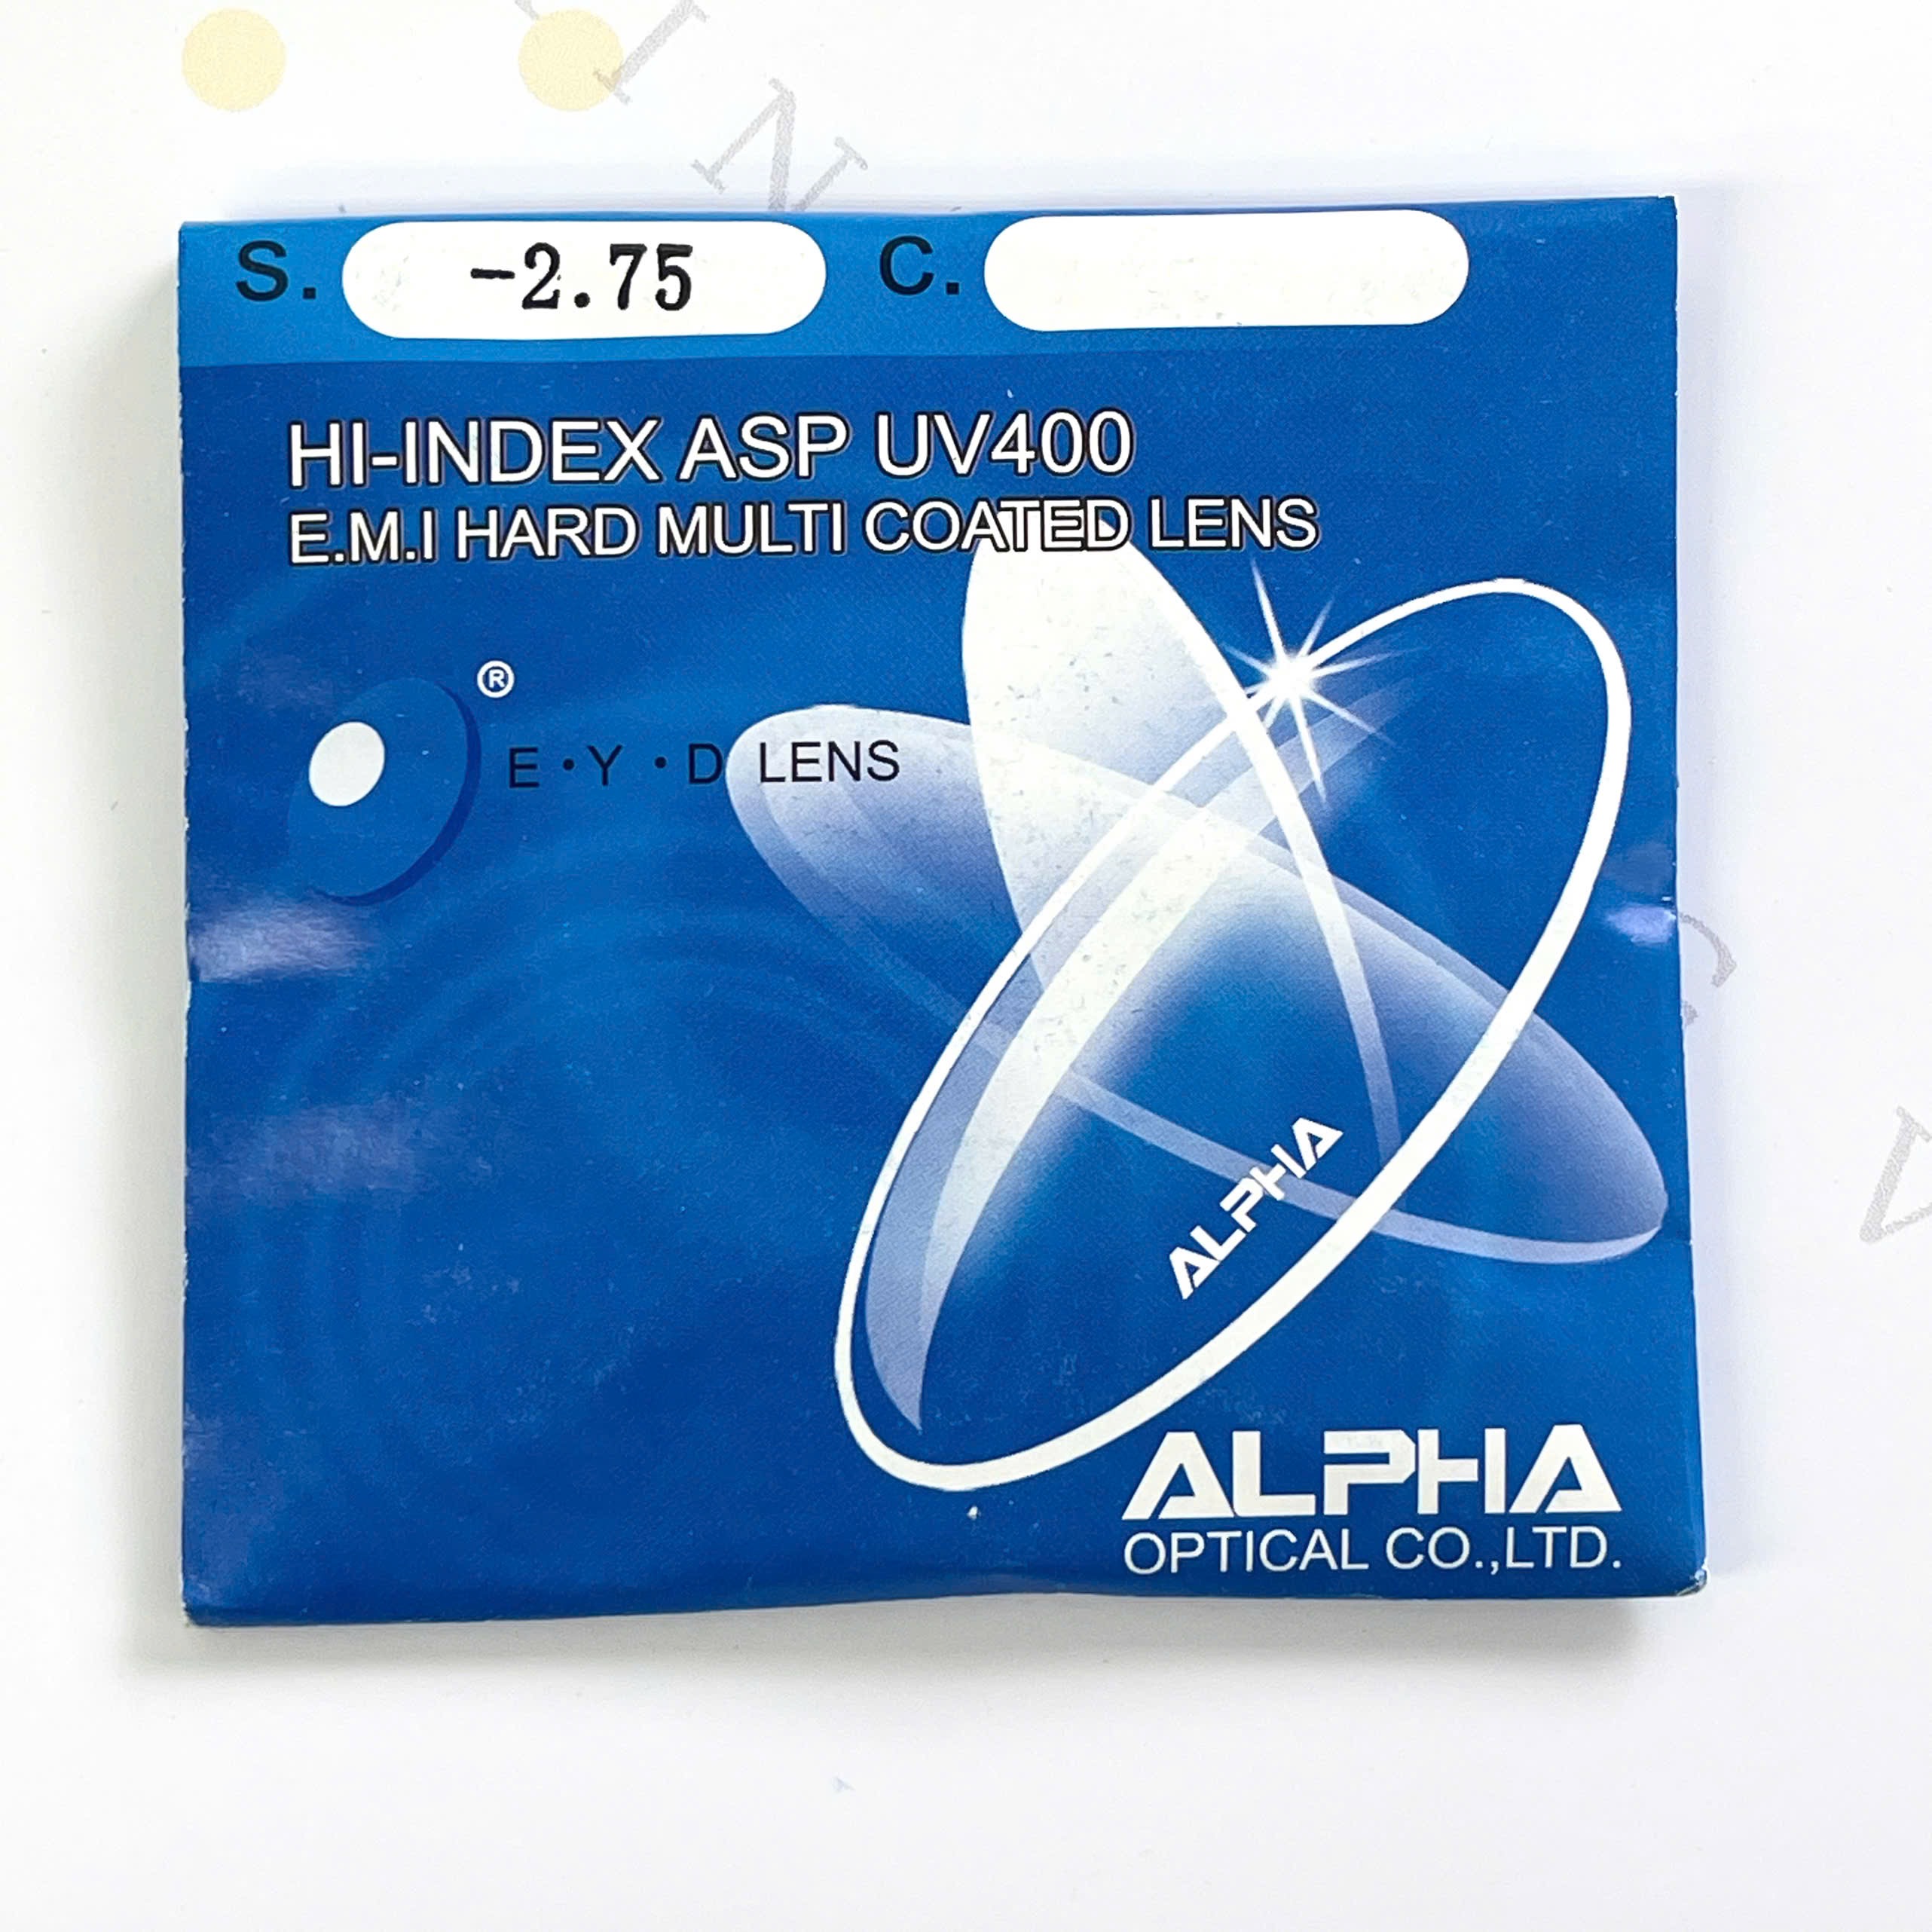 S. -2.75 C.
HI-INDEX ASP UV400
E.M.I HARD MULTI COATED LENS
®
E·Y·D LENS
ALPHA
ALPHA
OPTICAL CO.,LTD.